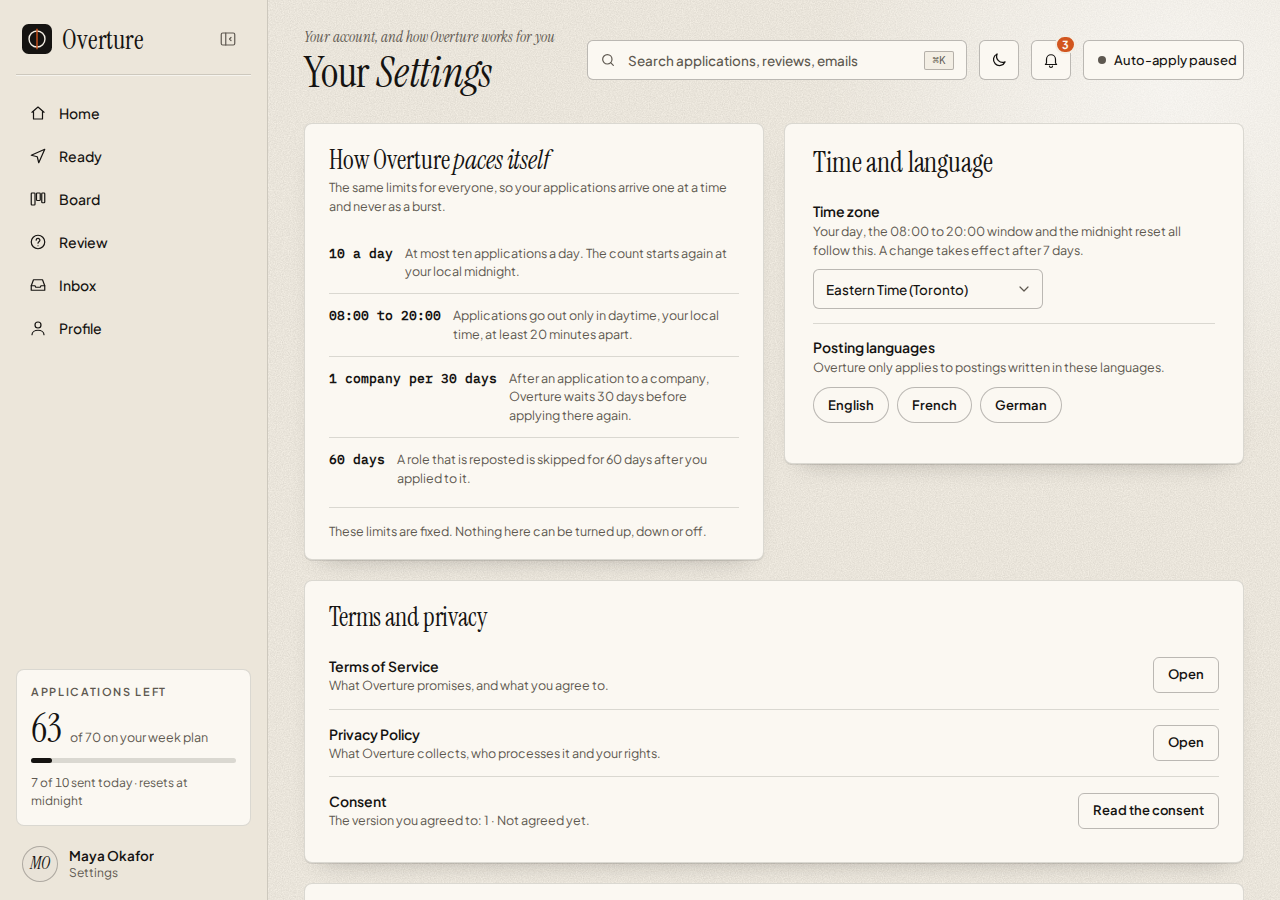 Overture
Home
Ready
Board
Review
Inbox
Profile
APPLICATIONS LEFT
63 of 70 on your week plan
7 of 10 sent today · resets at
midnight
MO
Maya Okafor
Settings
Your account, and how Overture works for you
Your Settings
Search applications, reviews, emails
⌘K
3
Auto-apply paused
How Overture paces itself
The same limits for everyone, so your applications arrive one at a time
and never as a burst.
10 a day
At most ten applications a day. The count starts again at
your local midnight.
08:00 to 20:00
Applications go out only in daytime, your local
time, at least 20 minutes apart.
1 company per 30 days
After an application to a company,
Overture waits 30 days before
applying there again.
60 days
A role that is reposted is skipped for 60 days after you
applied to it.
These limits are fixed. Nothing here can be turned up, down or off.
Time and language
Time zone
Your day, the 08:00 to 20:00 window and the midnight reset all
follow this. A change takes effect after 7 days.
Eastern Time (Toronto)
Posting languages
Overture only applies to postings written in these languages.
English
French
German
Terms and privacy
Terms of Service
What Overture promises, and what you agree to.
Open
Privacy Policy
What Overture collects, who processes it and your rights.
Open
Consent
The version you agreed to: 1 · Not agreed yet.
Read the consent